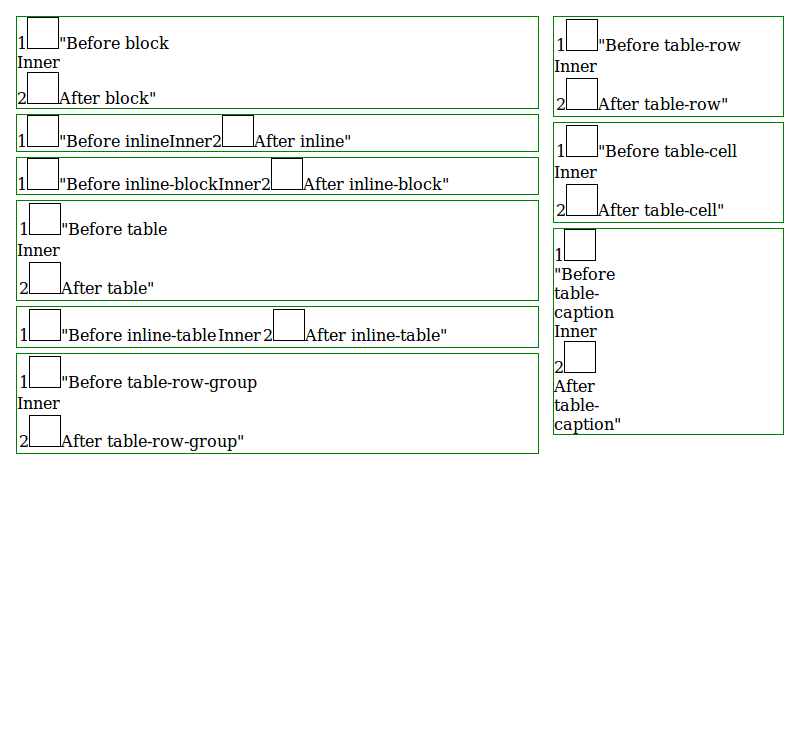 1"Before block
Inner
2After block"
1"Before inlineInner2After inline"
1"Before inline-blockInner2After inline-block"
1"Before table
Inner
2After table"
1"Before inline-table Inner 2After inline-table"
1"Before table-row-group
Inner
2After table-row-group"
1"Before table-row
Inner
2After table-row"
1"Before table-cell
Inner
2After table-cell"
1
"Before
table-
caption
Inner
2
After
table-
caption"